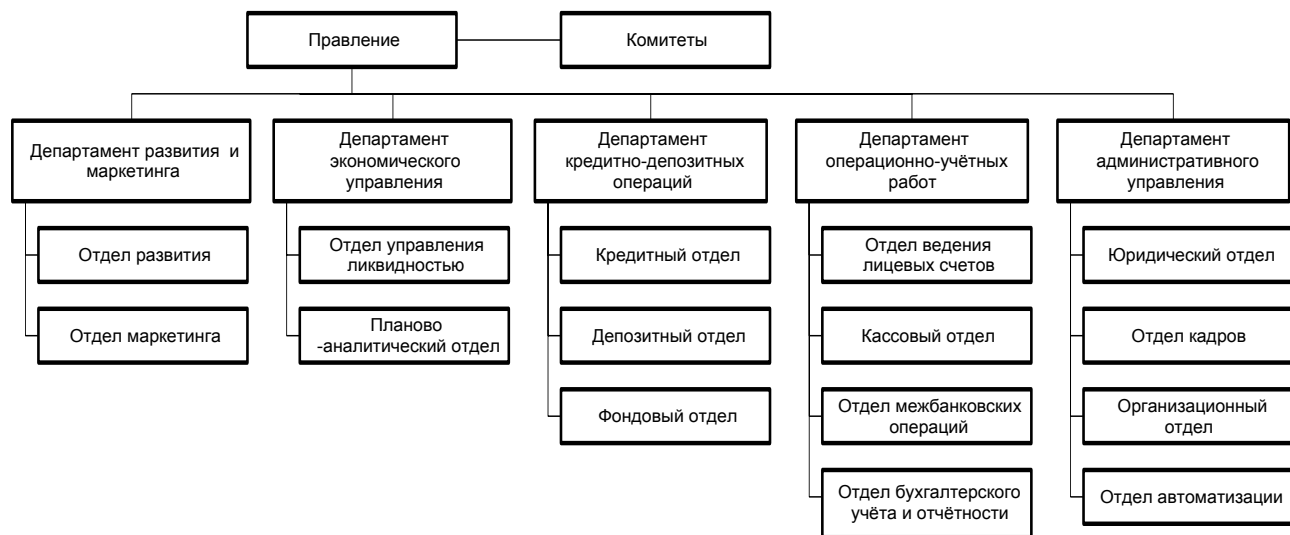 Правление
Комитеты
Департамент развития и
маркетинга
Департамент
экономического
управления
Департамент
кредитно-депозитных
операций
Департамент
операционно-учётных
работ
Департамент
административного
управления
Отдел развития
Отдел управления
ликвидностью
Кредитный отдел
Отдел ведения
лицевых счетов
Юридический отдел
Отдел маркетинга
Планово
-аналитический отдел
Депозитный отдел
Кассовый отдел
Отдел кадров
Фондовый отдел
Отдел межбанковских
операций
Организационный
отдел
Отдел бухгалтерского
учёта и отчётности
Отдел автоматизации